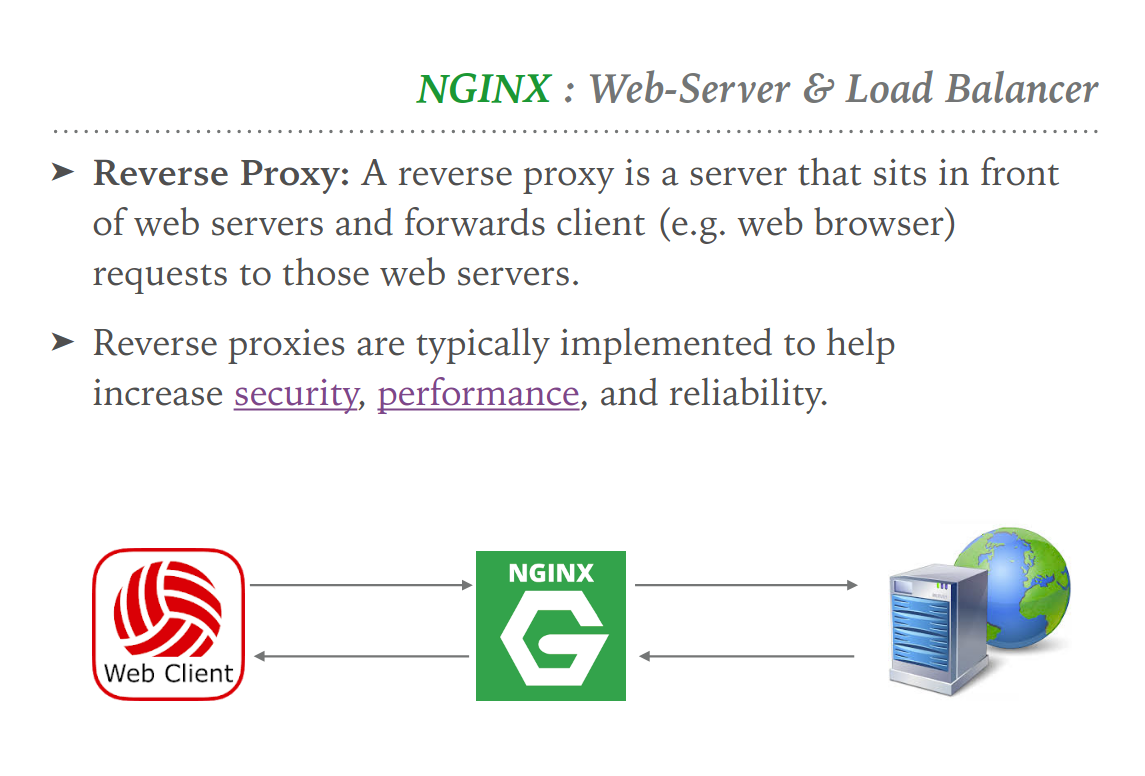 NGINX : Web-Server & Load Balancer
➤ Reverse Proxy: A reverse proxy is a server that sits in front
of web servers and forwards client (e.g. web browser)
requests to those web servers.
➤ Reverse proxies are typically implemented to help
increase security, performance, and reliability.
NGINX
Web Client